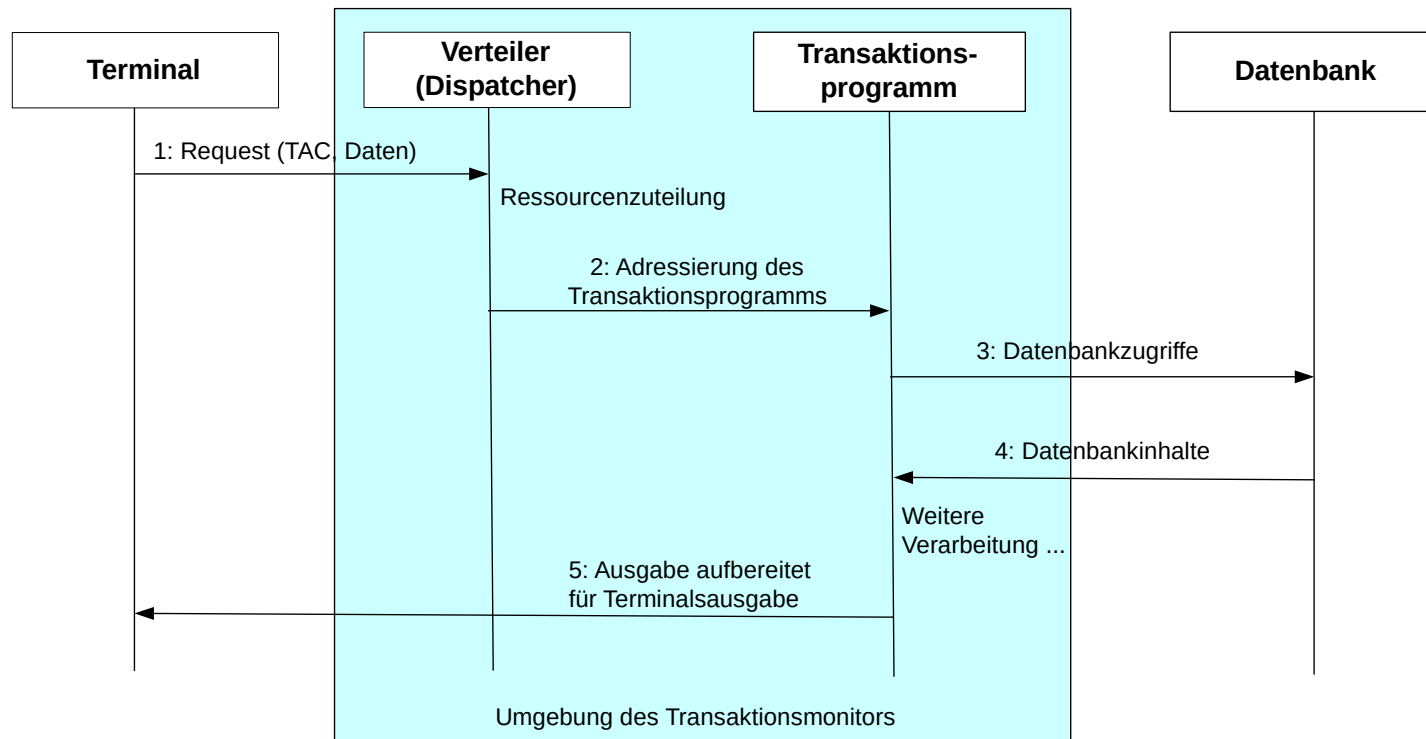 Terminal
Verteiler
(Dispatcher)
Transaktions-
programm
Datenbank
1: Request (TAC, Daten)
Ressourcenzuteilung
2: Adressierung des
Transaktionsprogramms
3: Datenbankzugriffe
4: Datenbankinhalte
Weitere
Verarbeitung ...
5: Ausgabe aufbereitet
für Terminalsausgabe
Umgebung des Transaktionsmonitors